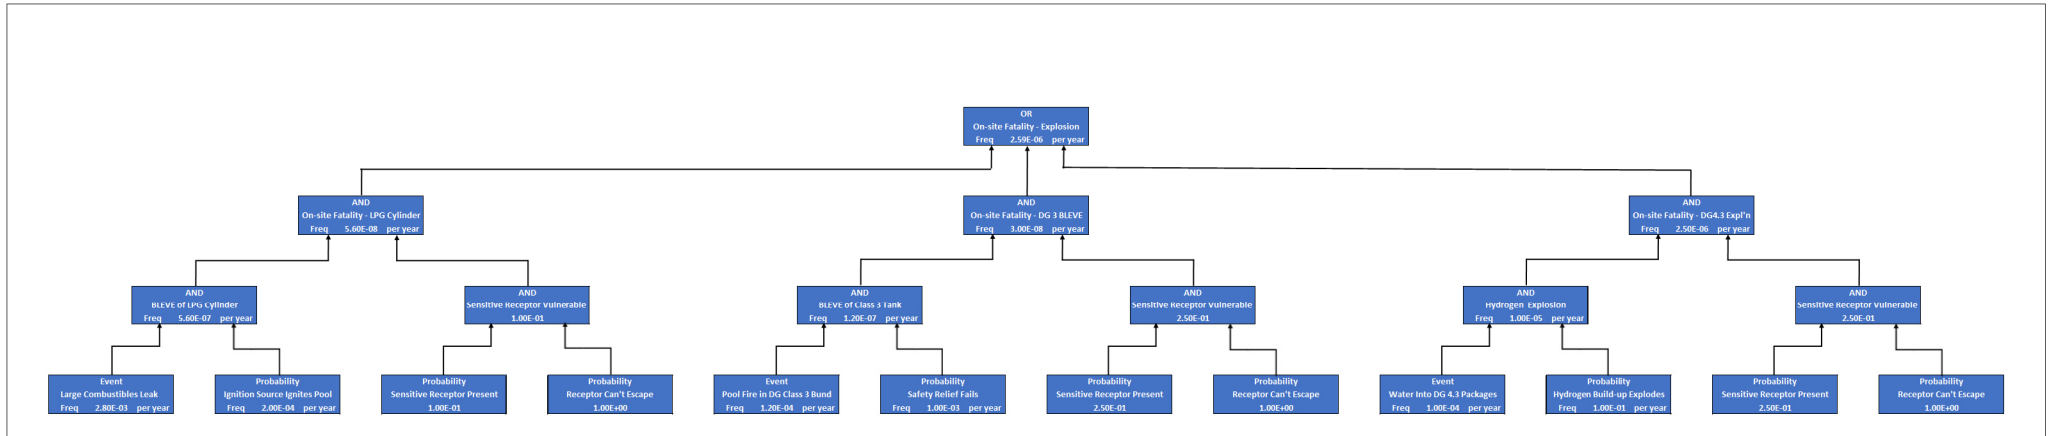 OR
On-site Fatality - Explosion
Freq 2.59E-06 per year
AND
On-site Fatality - LPG Cylinder
Freq 5.60E-08 per year
AND
On-site Fatality - DG 3 BLEVE
Freq 3.00E-08 per year
AND
On-site Fatality - DG4.3 Expl'n
Freq 2.50E-06 per year
AND
BLEVE of LPG Cylinder
Freq 5.60E-07 per year
AND
Sensitive Receptor Vulnerable
1.00E-01
AND
BLEVE of Class 3 Tank
Freq 1.20E-07 per year
AND
Sensitive Receptor Vulnerable
2.50E-01
AND
Hydrogen Explosion
Freq 1.00E-05 per year
AND
Sensitive Receptor Vulnerable
2.50E-01
Event
Large Combustibles Leak
Freq 2.80E-03 per year
Probability
Ignition Source Ignites Pool
Freq 2.00E-04 per year
Probability
Sensitive Receptor Present
1.00E-01
Probability
Receptor Can't Escape
1.00E+00
Event
Pool Fire in DG Class 3 Bund
Freq 1.20E-04 per year
Probability
Safety Relief Fails
Freq 1.00E-03 per year
Probability
Sensitive Receptor Present
2.50E-01
Probability
Receptor Can't Escape
1.00E+00
Event
Water Into DG 4.3 Packages
Freq 1.00E-04 per year
Probability
Hydrogen Build-up Explodes
Freq 1.00E-01 per year
Probability
Sensitive Receptor Present
2.50E-01
Probability
Receptor Can't Escape
1.00E+00